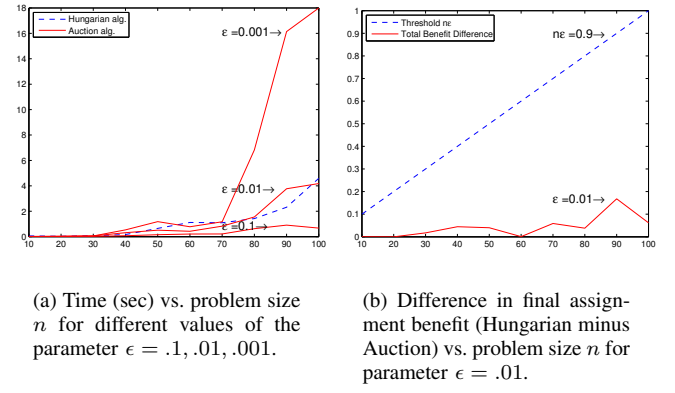 18
16
14
12
10
8
6
4
2
0
10 20 30 40 50 60 70 80 90 100
Hungarian alg.
Auction alg.
ε =0.001→
ε =0.01→
ε =0.1→
1
0.9
0.8
0.7
0.6
0.5
0.4
0.3
0.2
0.1
0
10 20 30 40 50 60 70 80 90 100
Threshold nε
Total Benefit Difference
nε =0.9→
ε =0.01→
(a) Time (sec) vs. problem size
n for different values of the
parameter ϵ = .1, .01, .001.
(b) Difference in final assign-
ment benefit (Hungarian minus
Auction) vs. problem size n for
parameter ϵ = .01.